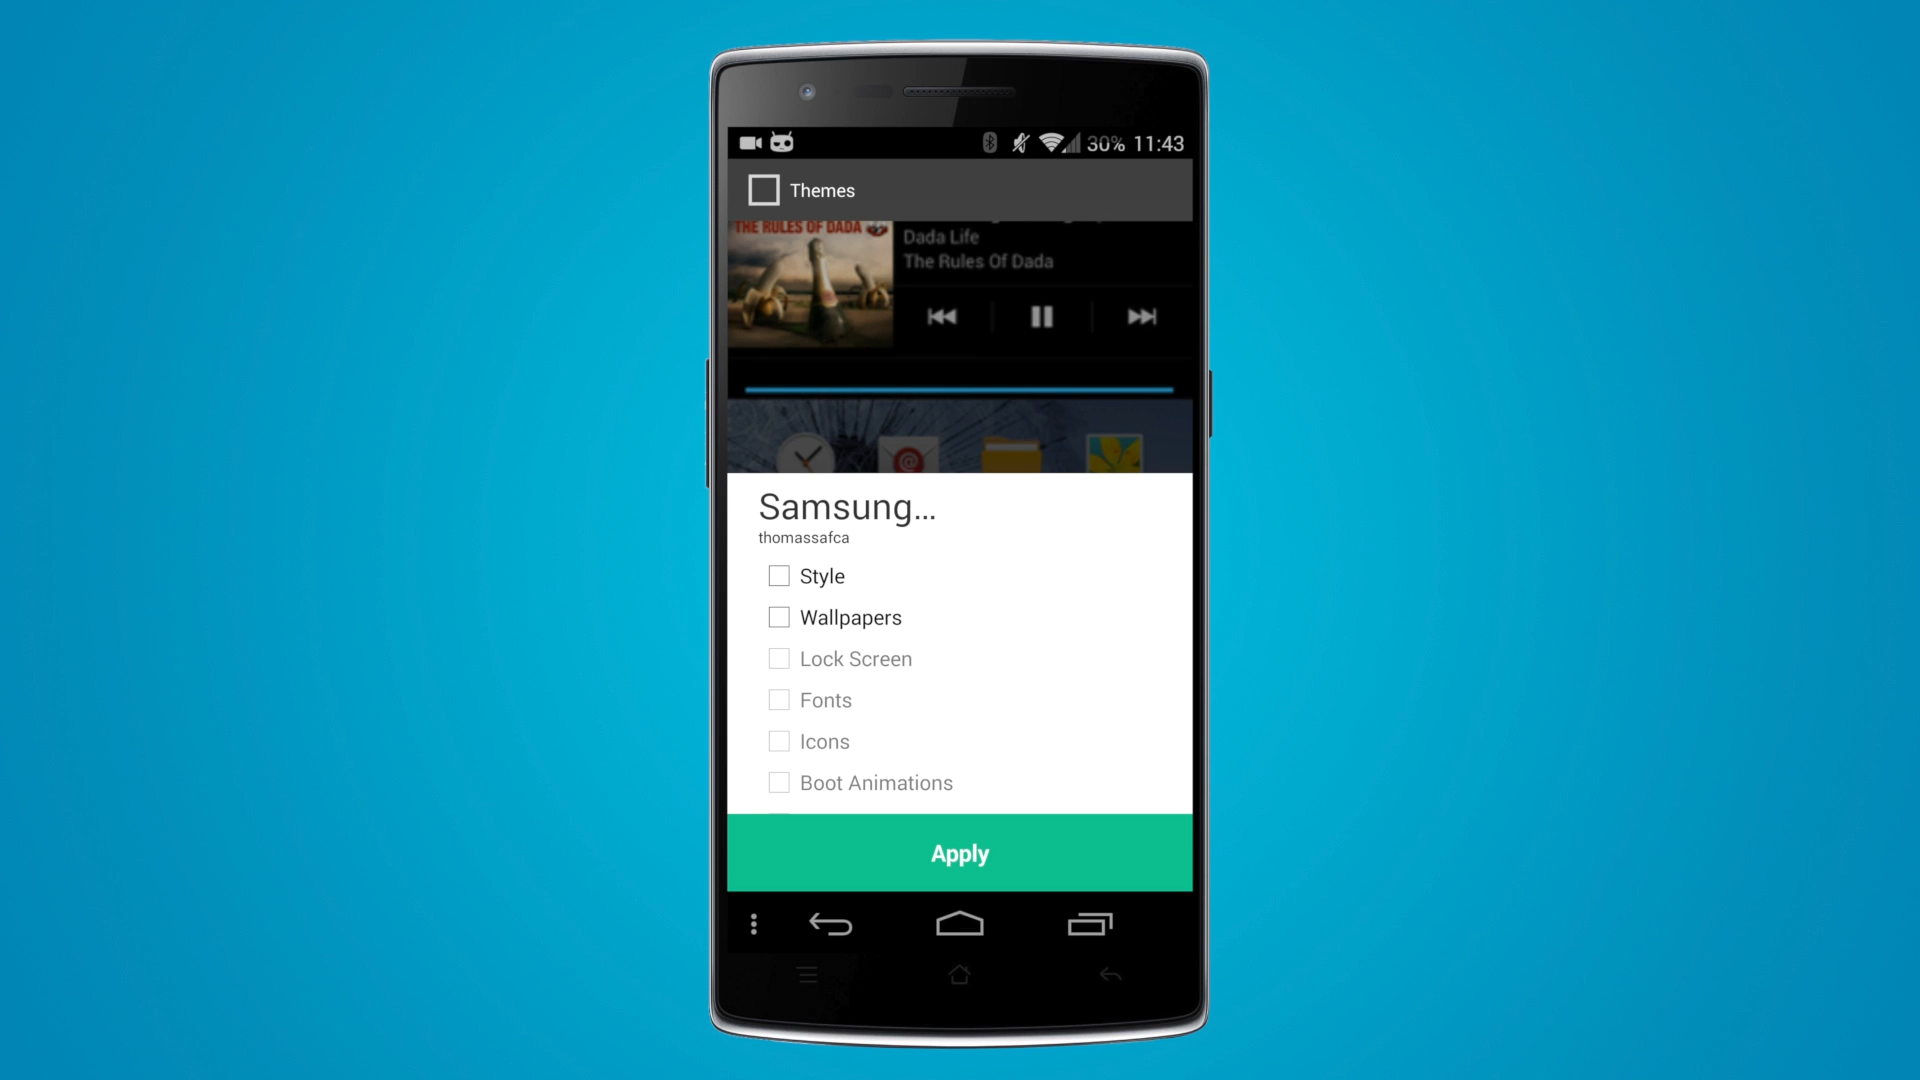 30% 11:43
Themes
THE RULES OF DADA
Dada Life
The Rules Of Dada
Samsung...
thomassafca
Style
Wallpapers
Lock Screen
Fonts
Icons
Boot Animations
Apply